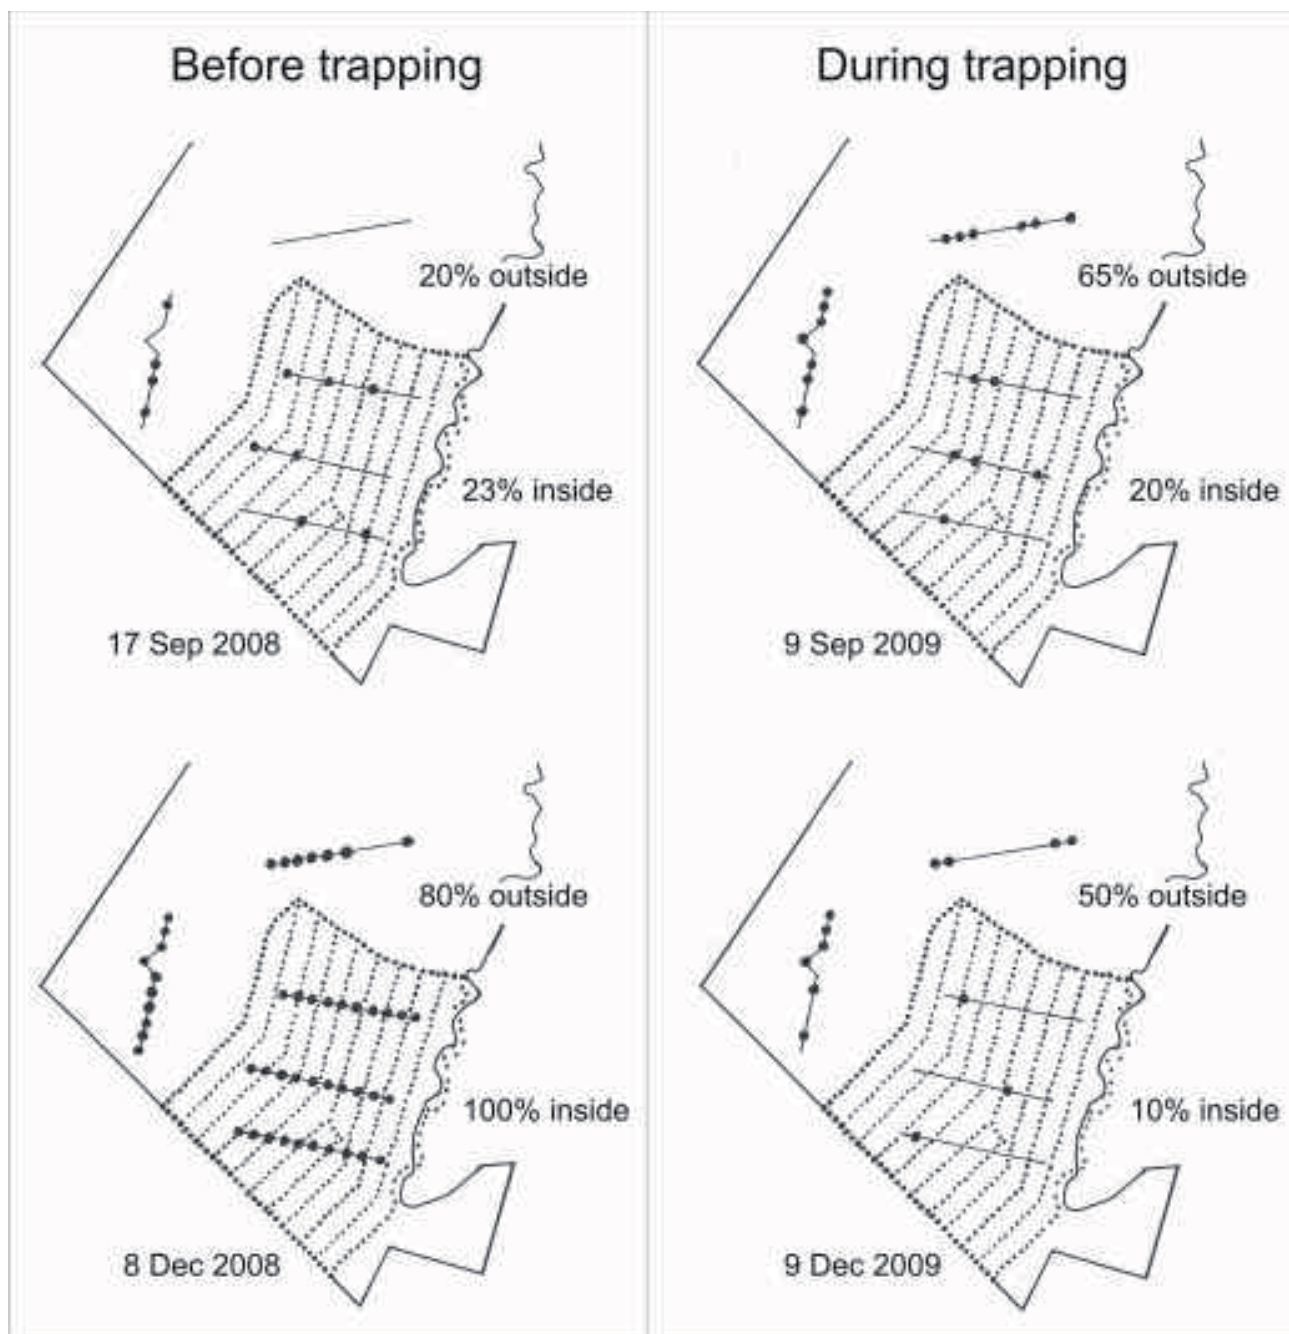 Before trapping
During trapping
20% outside
65% outside
23% inside
20% inside
17 Sep 2008
9 Sep 2009
80% outside
50% outside
100% inside
10% inside
8 Dec 2008
9 Dec 2009